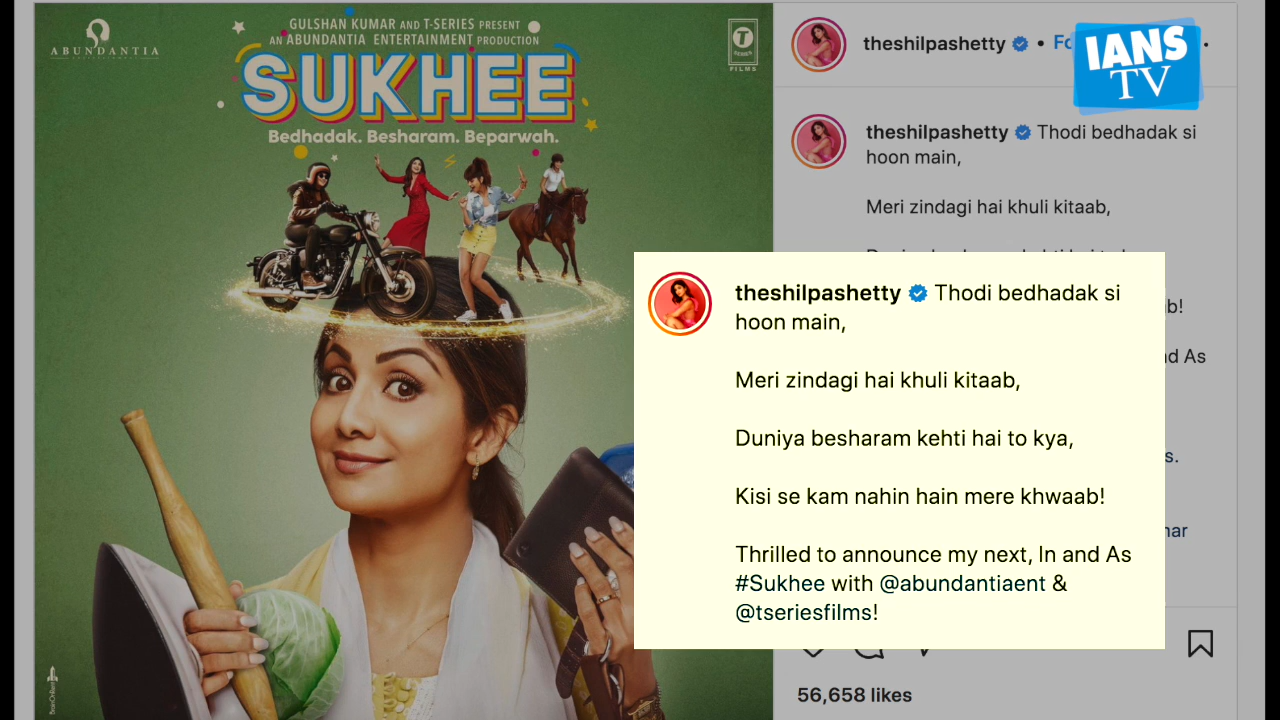 ABUNDANTIA
GULSHAN KUMAR AND T-SERIES PRESENT
AN ABUNDANTIA ENTERTAINMENT PRODUCTION
SUKHEE
Bedhadak. Besharam. Beparwah.
T
SERIES
FILMS
theshilpashetty • Fo
IANS
TV
theshilpashetty Thodi bedhadak si
hoon main,
Meri zindagi hai khuli kitaab,
b!
d As
s.
mar
theshilpashetty Thodi bedhadak si
hoon main,
Meri zindagi hai khuli kitaab,
Duniya besharam kehti hai to kya,
Kisi se kam nahin hain mere khwaab!
Thrilled to announce my next, In and As
#Sukhee with @abundantiaent &
@tseriesfilms!
56,658 likes